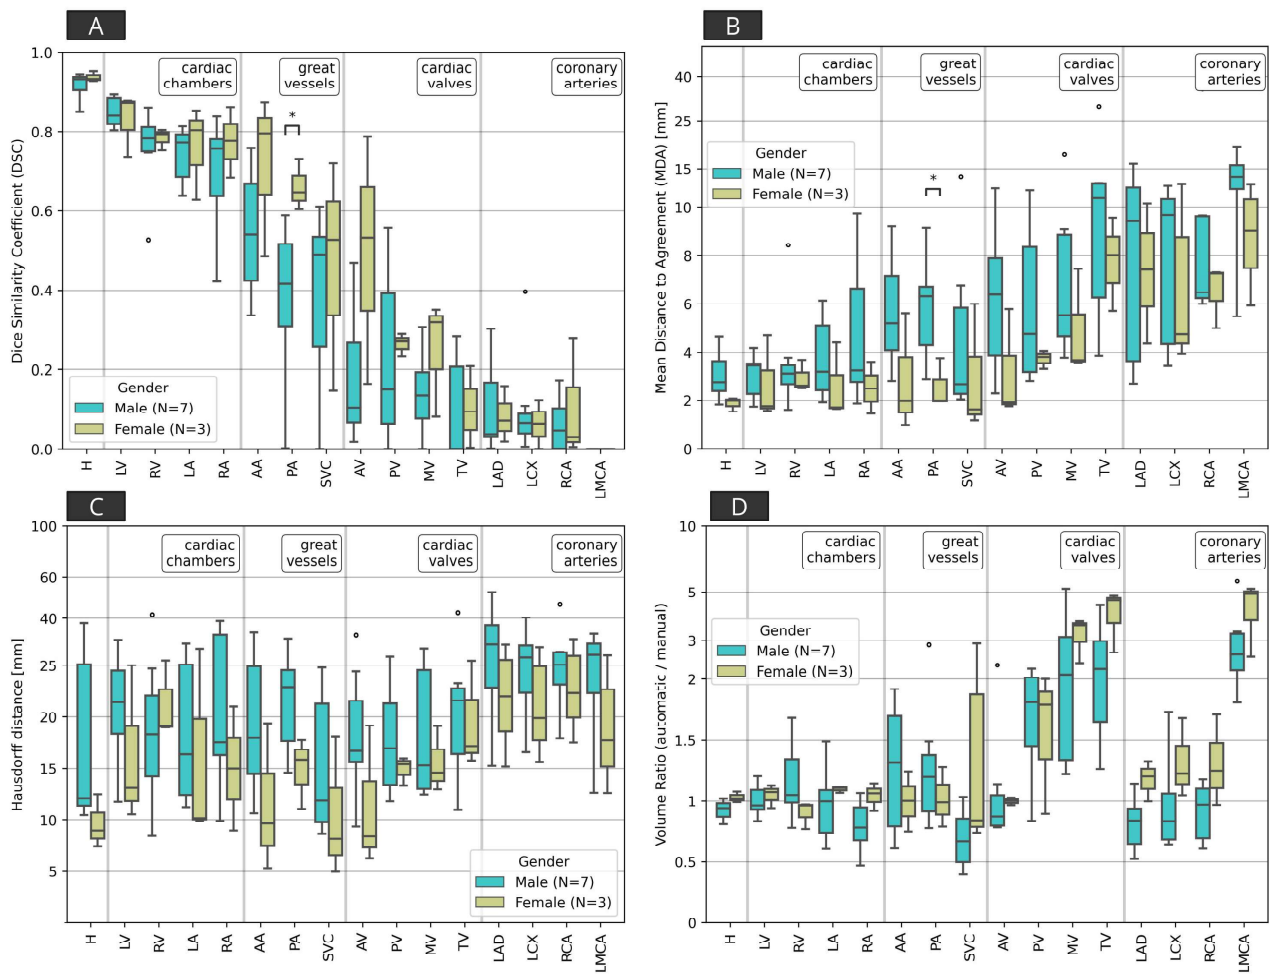 A
1.0
0.8
0.6
0.4
0.2
0.0
Dice Similarity Coefficient (DSC)
cardiac
chambers
great
vessels
cardiac
valves
coronary
arteries
*
Gender
Male (N=7)
Female (N=3)
H LV RV LA RA AA PA SVC AV PV MV TV LAD LCX RCA LMCA
B
40
25
15
10
8
6
4
2
0
Mean Distance to Agreement (MDA) [mm]
cardiac
chambers
great
vessels
cardiac
valves
coronary
arteries
Gender
Male (N=7)
Female (N=3)
*
H LV RV LA RA AA PA SVC AV PV MV TV LAD LCX RCA LMCA
C
100
60
40
25
20
15
10
5
Hausdorff distance [mm]
cardiac
chambers
great
vessels
cardiac
valves
coronary
arteries
Gender
Male (N=7)
Female (N=3)
H LV RV LA RA AA PA SVC AV PV MV TV LAD LCX RCA LMCA
D
10
5
3
2
1.5
1
0.5
0
Volume Ratio (automatic / manual)
cardiac
chambers
great
vessels
cardiac
valves
coronary
arteries
Gender
Male (N=7)
Female (N=3)
H LV RV LA RA AA PA SVC AV PV MV TV LAD LCX RCA LMCA